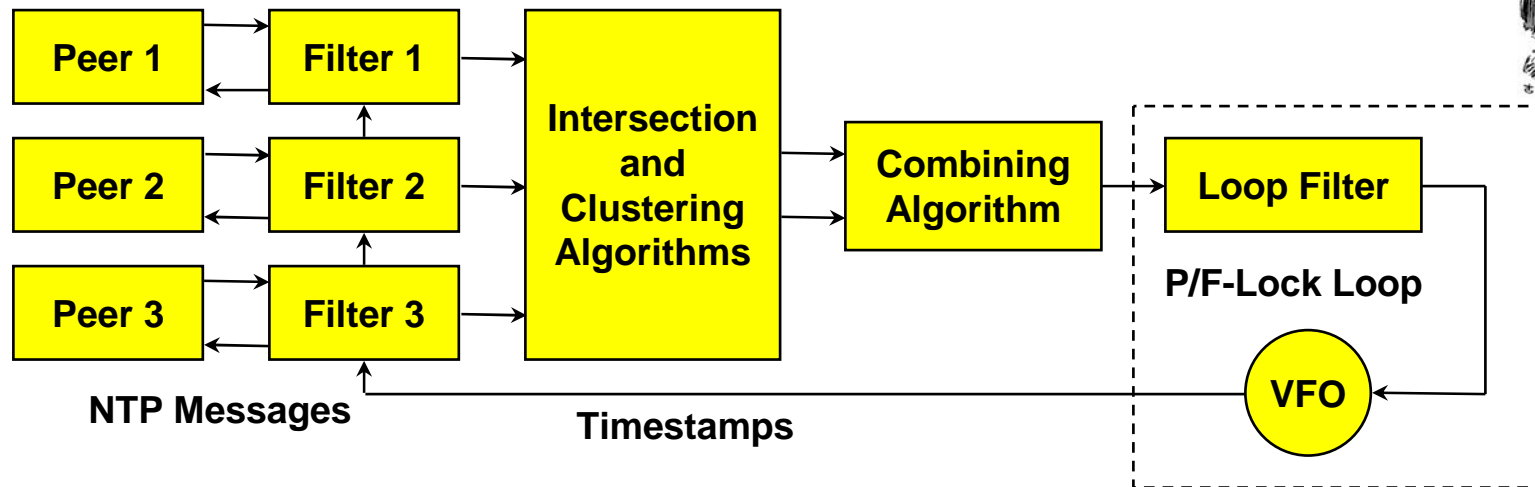 Peer 1
Filter 1
Peer 2
Filter 2
Peer 3
Filter 3
Intersection
and
Clustering
Algorithms
Combining
Algorithm
Loop Filter
P/F-Lock Loop
VFO
NTP Messages
Timestamps